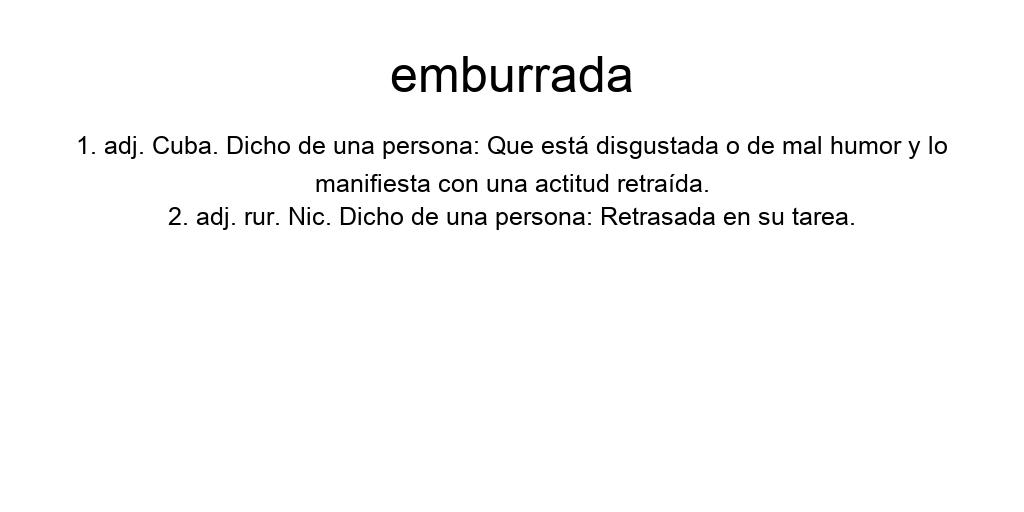 emburrada
1. adj. Cuba. Dicho de una persona: Que está disgustada o de mal humor y lo
manifiesta con una actitud retraída.
2. adj. rur. Nic. Dicho de una persona: Retrasada en su tarea.